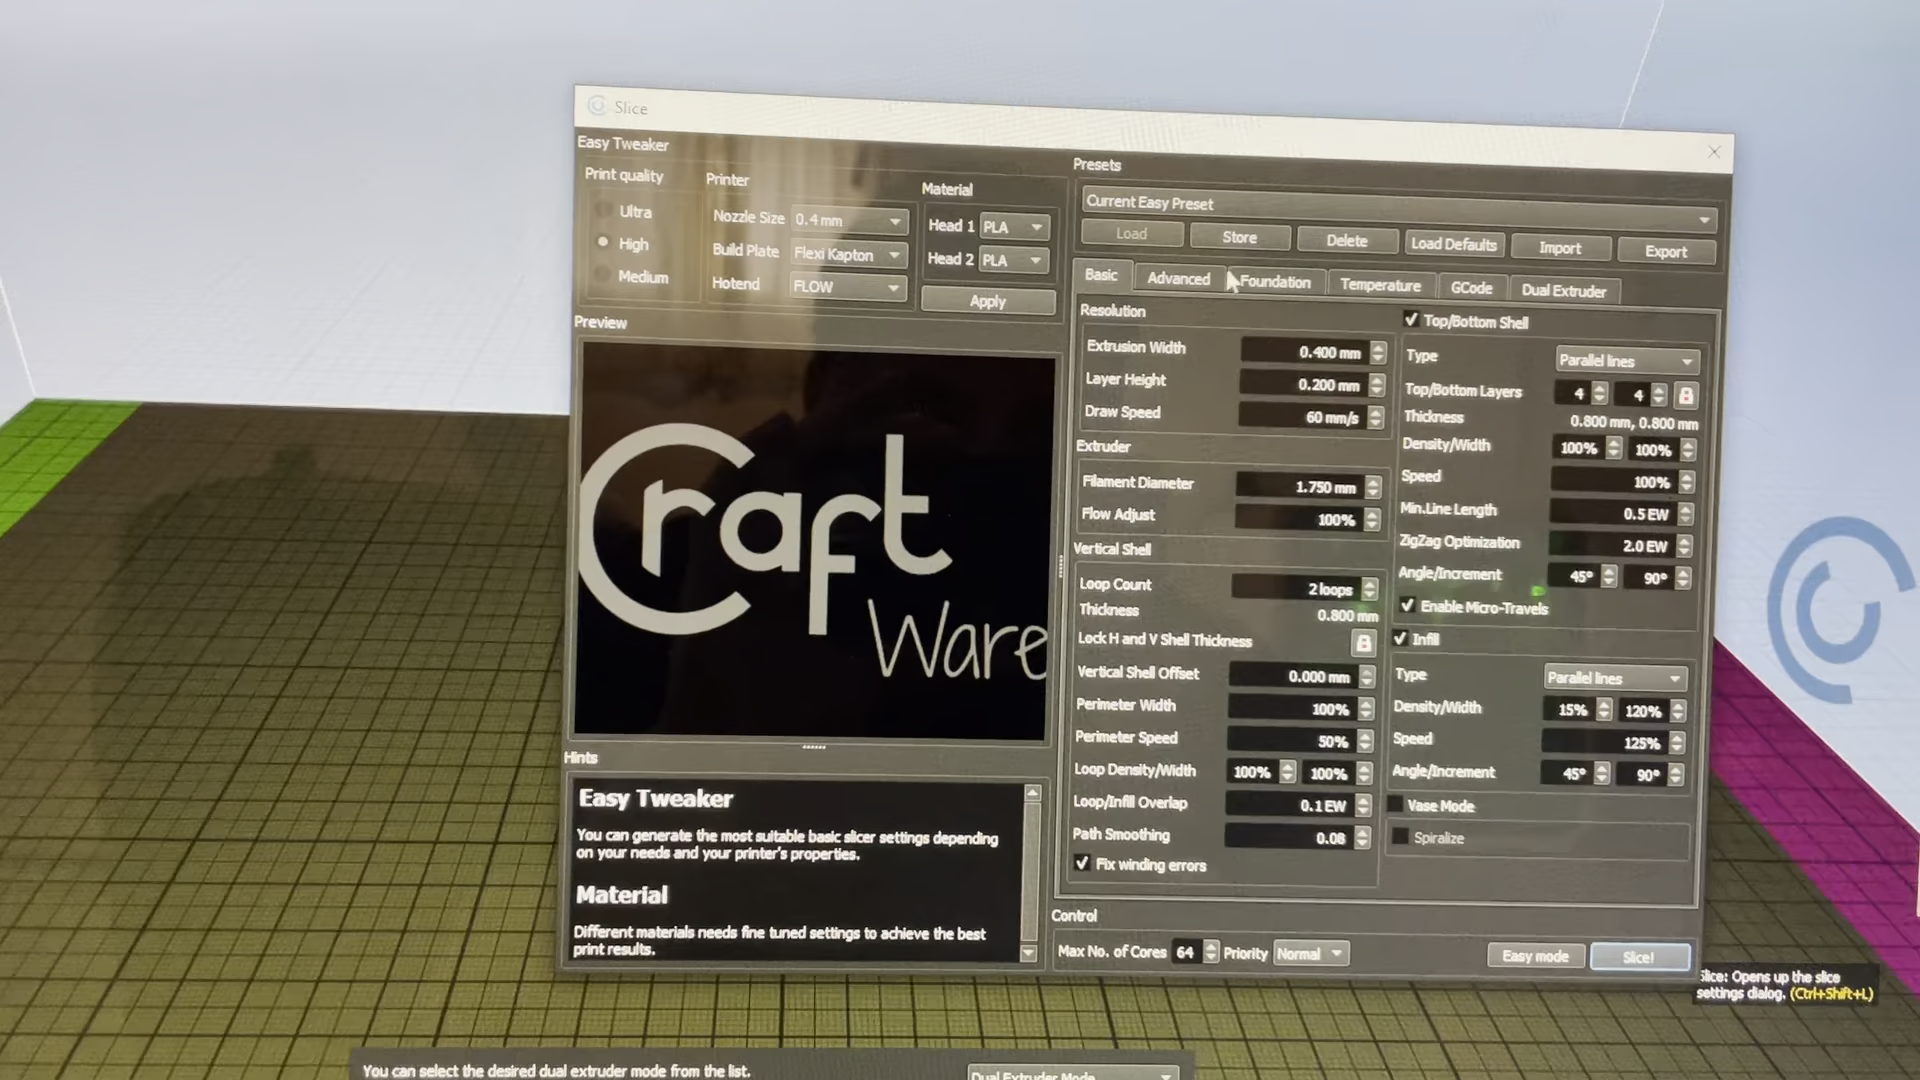 Slice
Easy Tweaker
Print quality
Ultra
High
Medium
Printer
Nozzle Size 0.4 mm
Build Plate Flexi Kapton
Hotend FLOW
Material
Head 1 PLA
Head 2 PLA
Apply
Preview
Craft
Ware
Hints
Easy Tweaker
You can generate the most suitable basic slicer settings depending
on your needs and your printer's properties.
Material
Different materials needs fine tuned settings to achieve the best
print results.
Presets
Current Easy Preset
Load Store Delete Load Defaults Import Export
Basic Advanced Foundation Temperature GCode Dual Extruder
Resolution
Extrusion Width 0.400 mm
Layer Height 0.200 mm
Draw Speed 60 mm/s
Extruder
Filament Diameter 1.750 mm
Flow Adjust 100%
Vertical Shell
Loop Count 2 loops
Thickness 0.800 mm
Lock H and V Shell Thickness
Vertical Shell Offset 0.000 mm
Perimeter Width 100%
Perimeter Speed 50%
Loop Density/Width 100% 100%
Loop/Infill Overlap 0.1 EW
Path Smoothing 0.08
Fix winding errors
Top/Bottom Shell
Type Parallel lines
Top/Bottom Layers 4 4
Thickness 0.800 mm, 0.800 mm
Density/Width 100% 100%
Speed 100%
Min.Line Length 0.5 EW
ZigZag Optimization 2.0 EW
Angle/Increment 45° 90°
Enable Micro-Travels
Infill
Type Parallel lines
Density/Width 15% 120%
Speed 125%
Angle/Increment 45° 90°
Vase Mode
Spiralize
Control
Max No. of Cores 64 Priority Normal Easy mode Slice!
Slice: Opens up the slice
settings dialog. (Ctrl+Shift+L)
You can select the desired dual extruder mode from the list.
Dual Extruder Mode